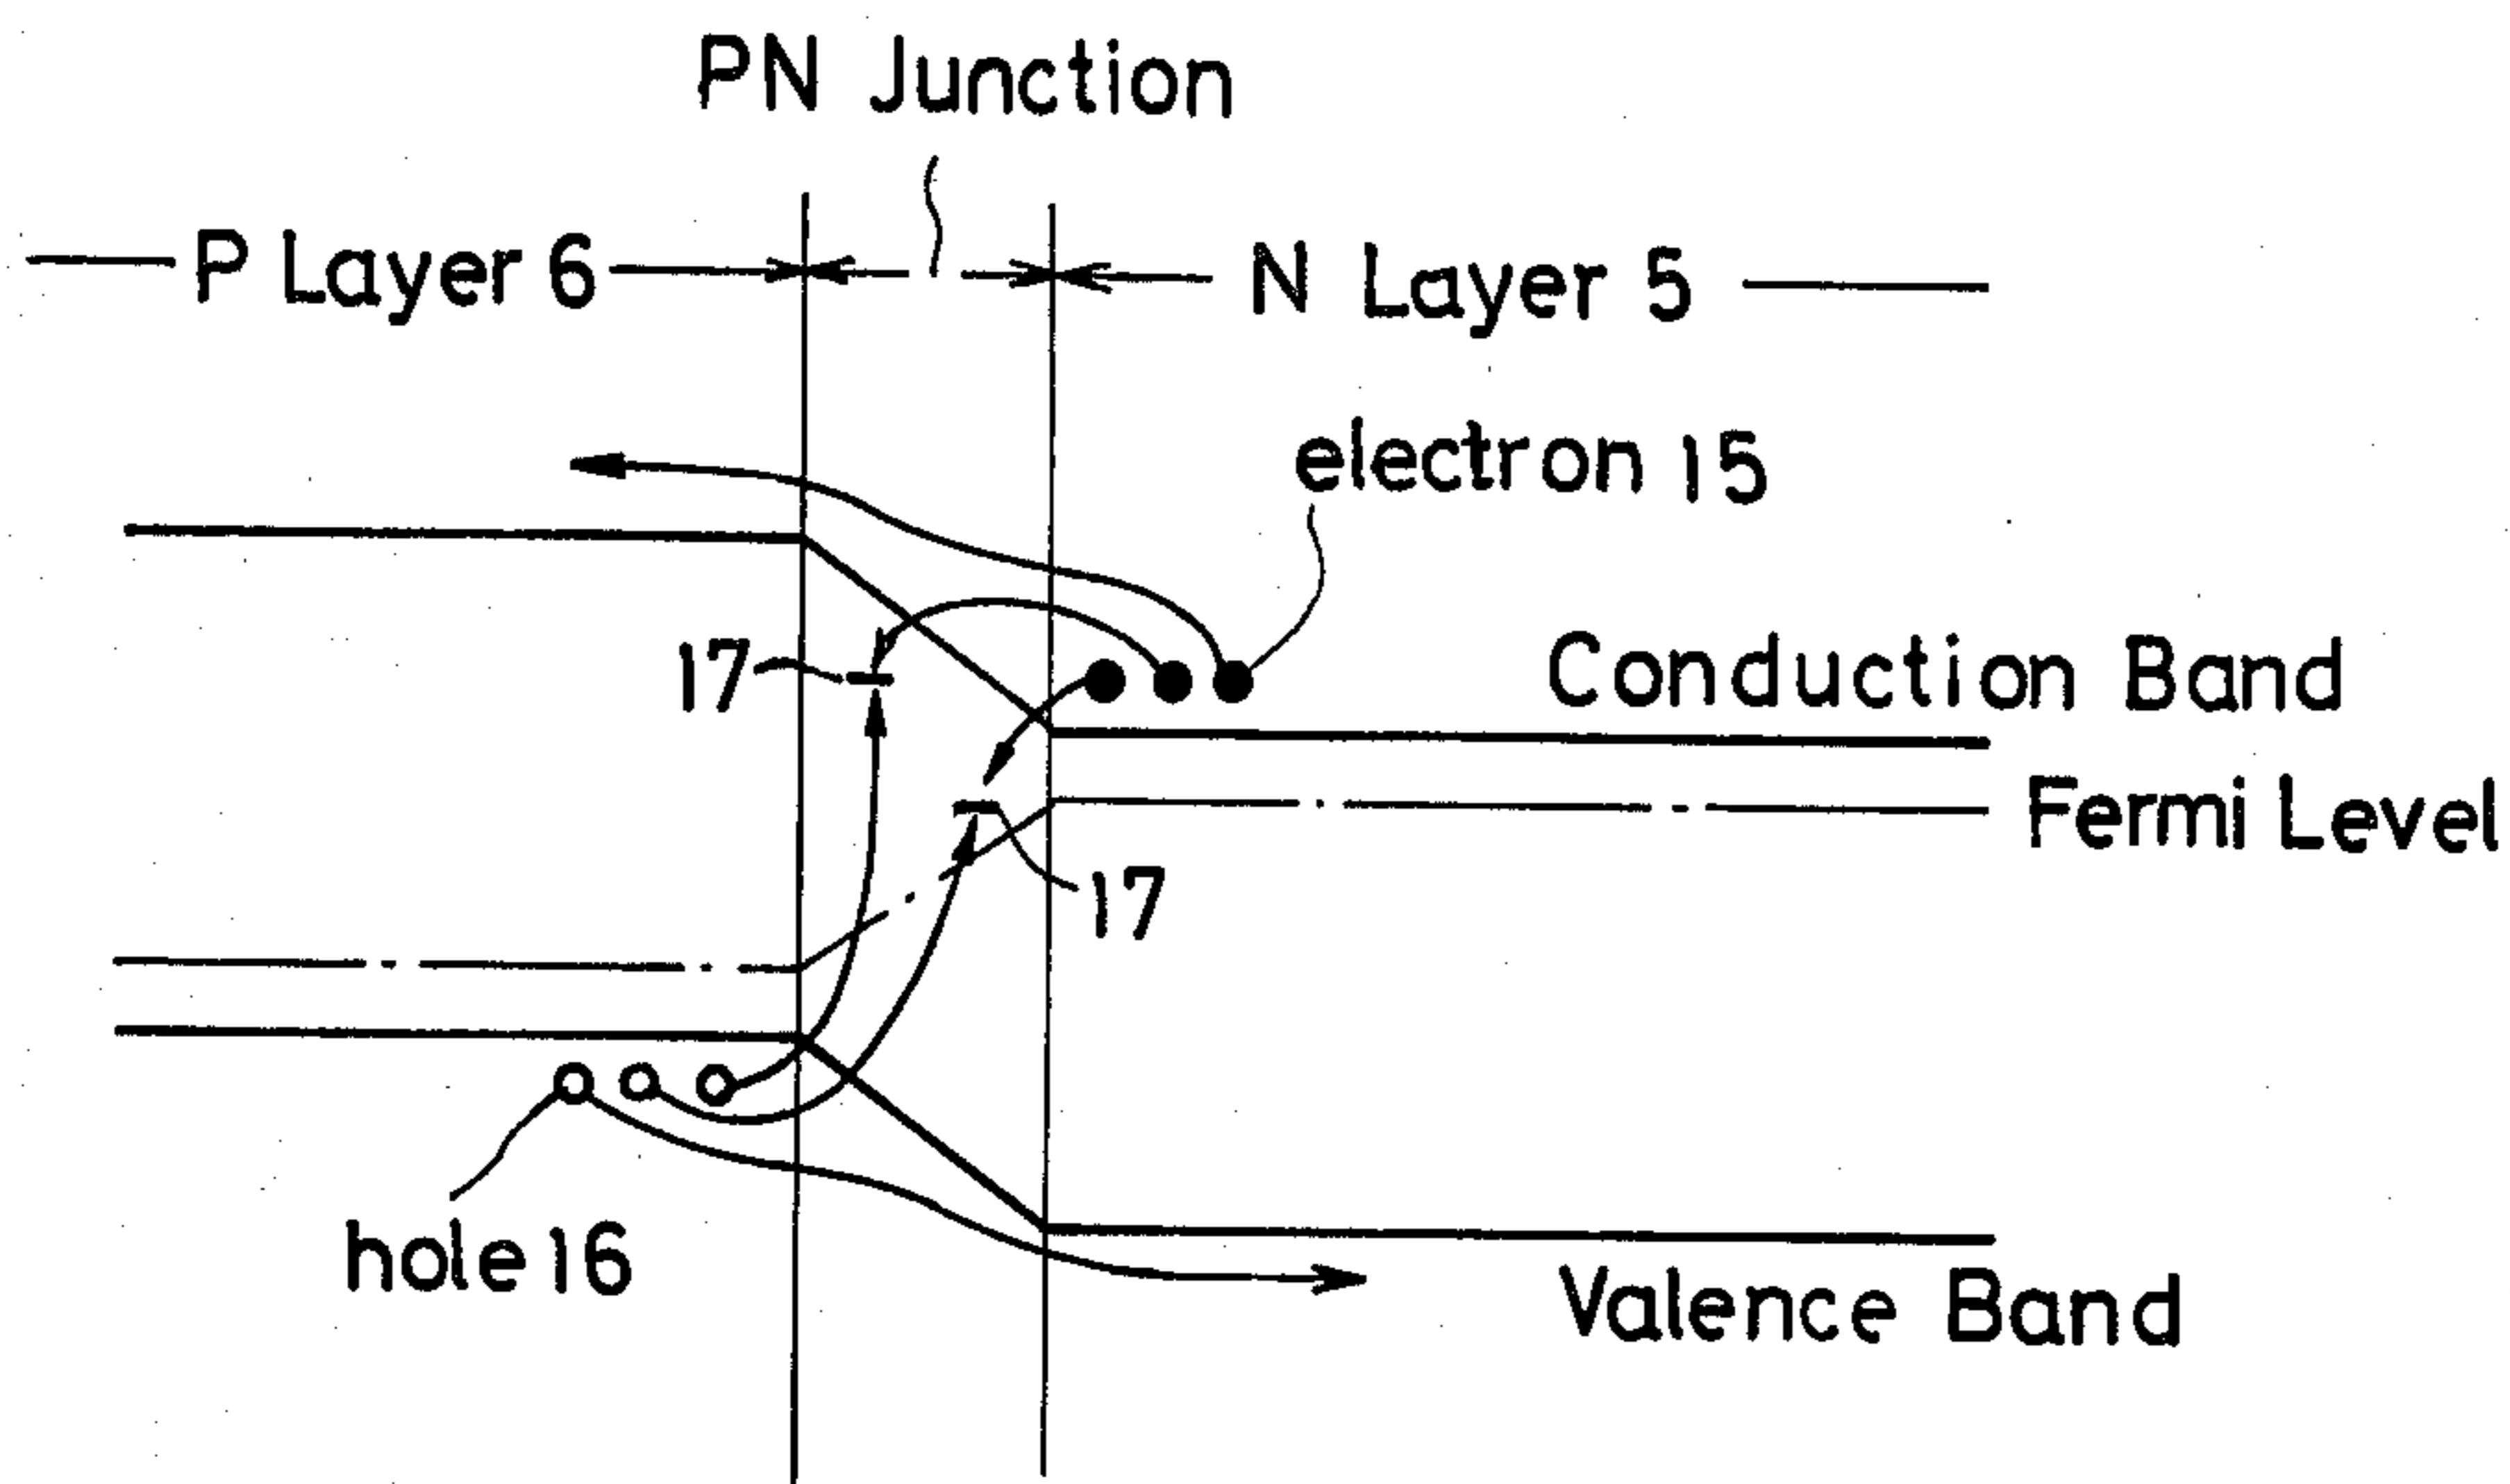 PN Junction
P Layer 6
N Layer 5
electron 15
17
Conduction Band
Fermi Level
17
hole 16
Valence Band